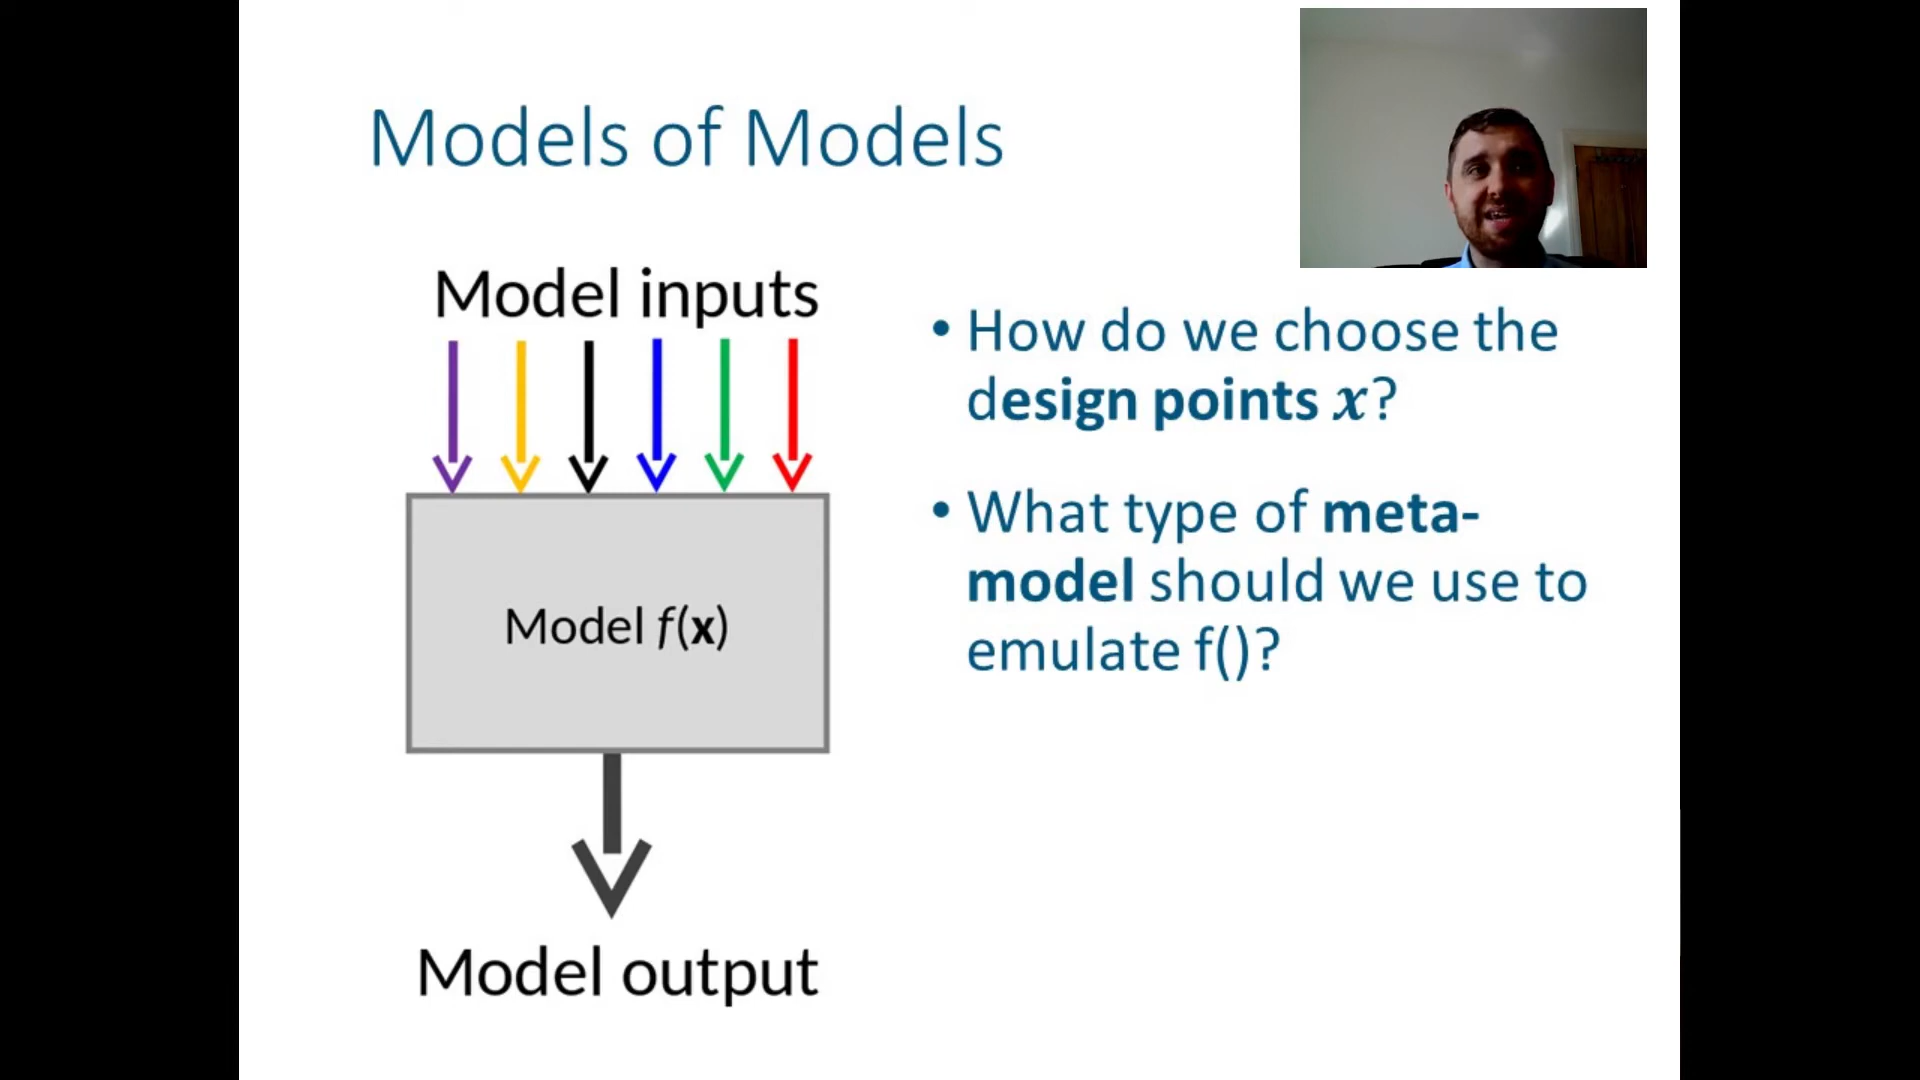 Models of Models
Model inputs
Model f(x)
Model output
• How do we choose the
design points x?
• What type of meta-
model should we use to
emulate f()?